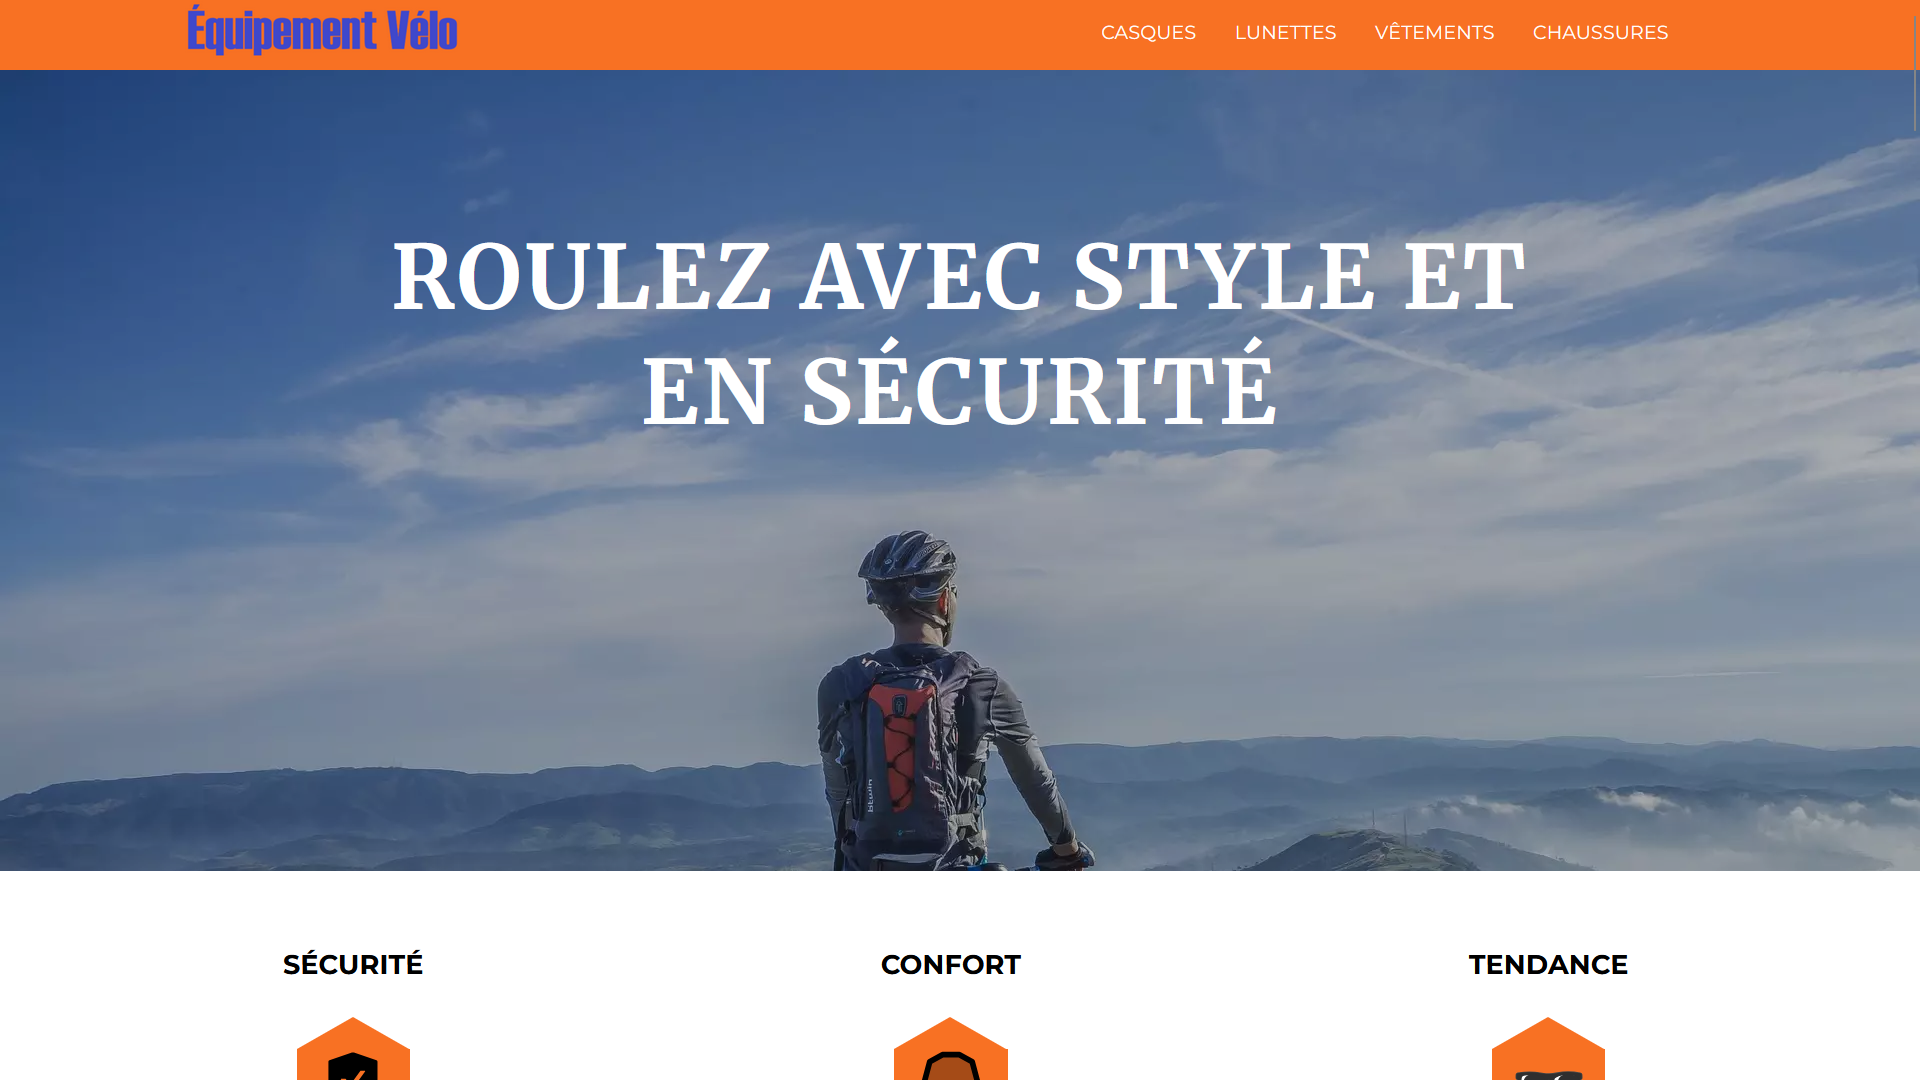 Équipement Vélo
CASQUES LUNETTES VÊTEMENTS CHAUSSURES
ROULEZ AVEC STYLE ET
EN SÉCURITÉ
SÉCURITÉ CONFORT TENDANCE